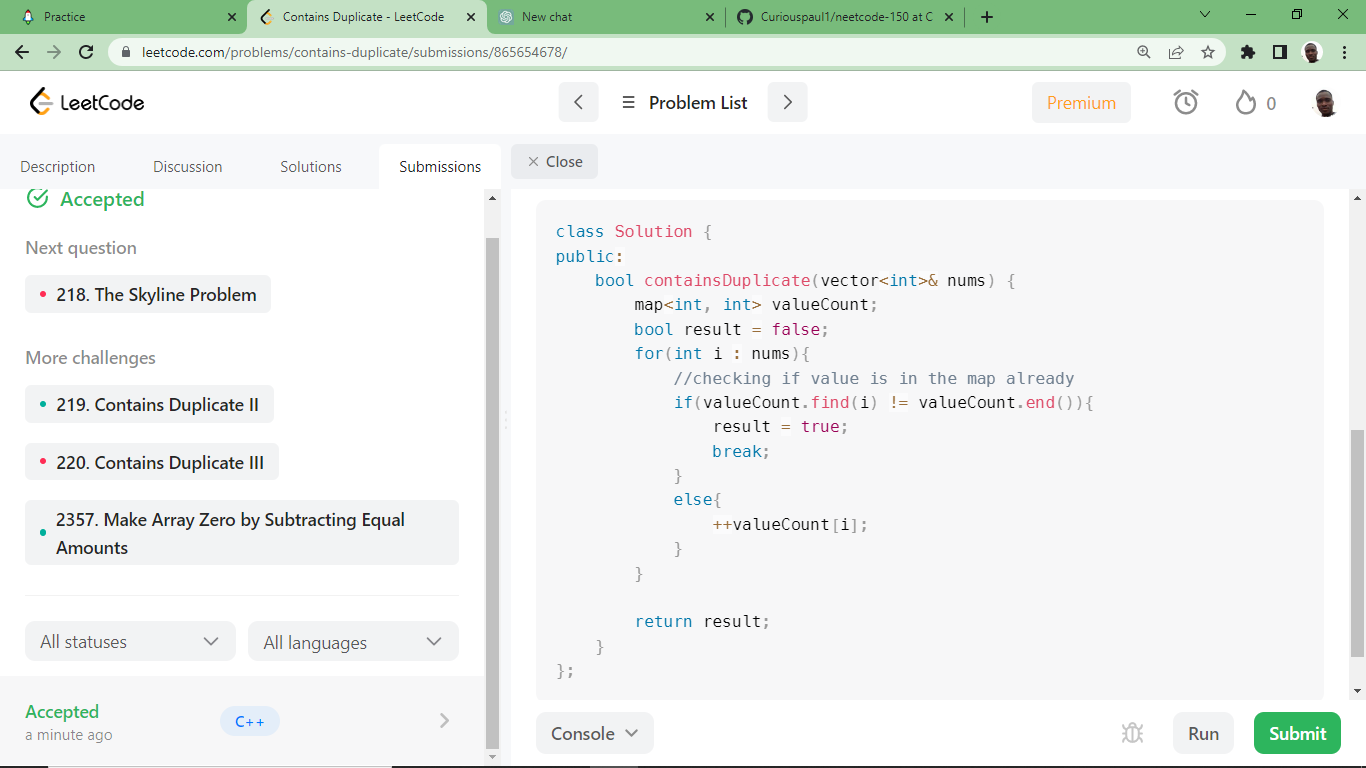 Practice
Contains Duplicate - LeetCode
New chat
Curiouspaul1/neetcode-150 at C
leetcode.com/problems/contains-duplicate/submissions/865654678/
LeetCode
Problem List
Premium
0
Description
Discussion
Solutions
Submissions
Close
Accepted
Next question
218. The Skyline Problem
More challenges
219. Contains Duplicate II
220. Contains Duplicate III
2357. Make Array Zero by Subtracting Equal
Amounts
All statuses
All languages
Accepted
C++
a minute ago
class Solution {
public:
    bool containsDuplicate(vector<int>& nums) {
        map<int, int> valueCount;
        bool result = false;
        for(int i : nums){
            //checking if value is in the map already
            if(valueCount.find(i) != valueCount.end()){
                result = true;
                break;
            }
            else{
                ++valueCount[i];
            }
        }
        return result;
    }
};
Console
Run
Submit